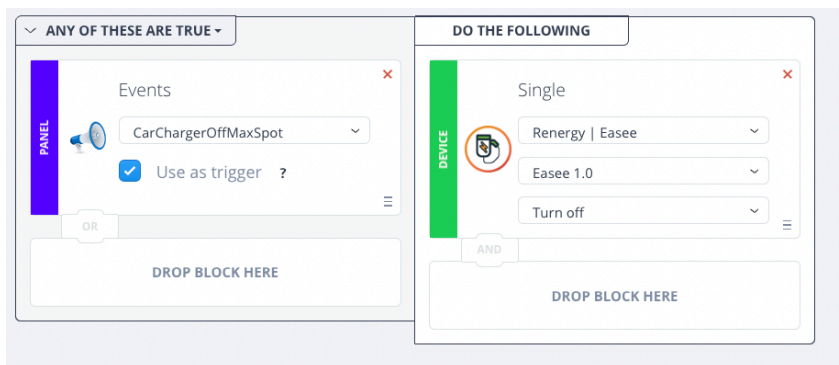 ANY OF THESE ARE TRUE
PANEL
Events
CarChargerOffMaxSpot
Use as trigger ?
OR
DROP BLOCK HERE
DO THE FOLLOWING
DEVICE
Single
Renergy | Easee
Easee 1.0
Turn off
AND
DROP BLOCK HERE